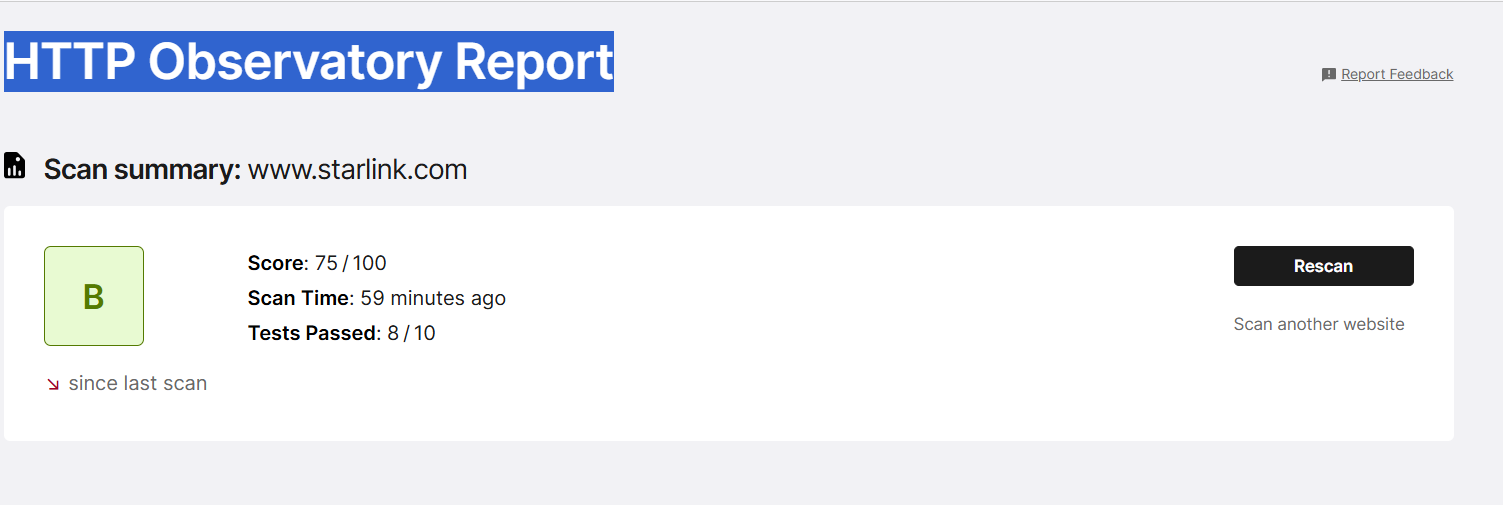 HTTP Observatory Report
Report Feedback
Scan summary: www.starlink.com
B
Score: 75 / 100
Scan Time: 59 minutes ago
Tests Passed: 8 / 10
Rescan
Scan another website
since last scan